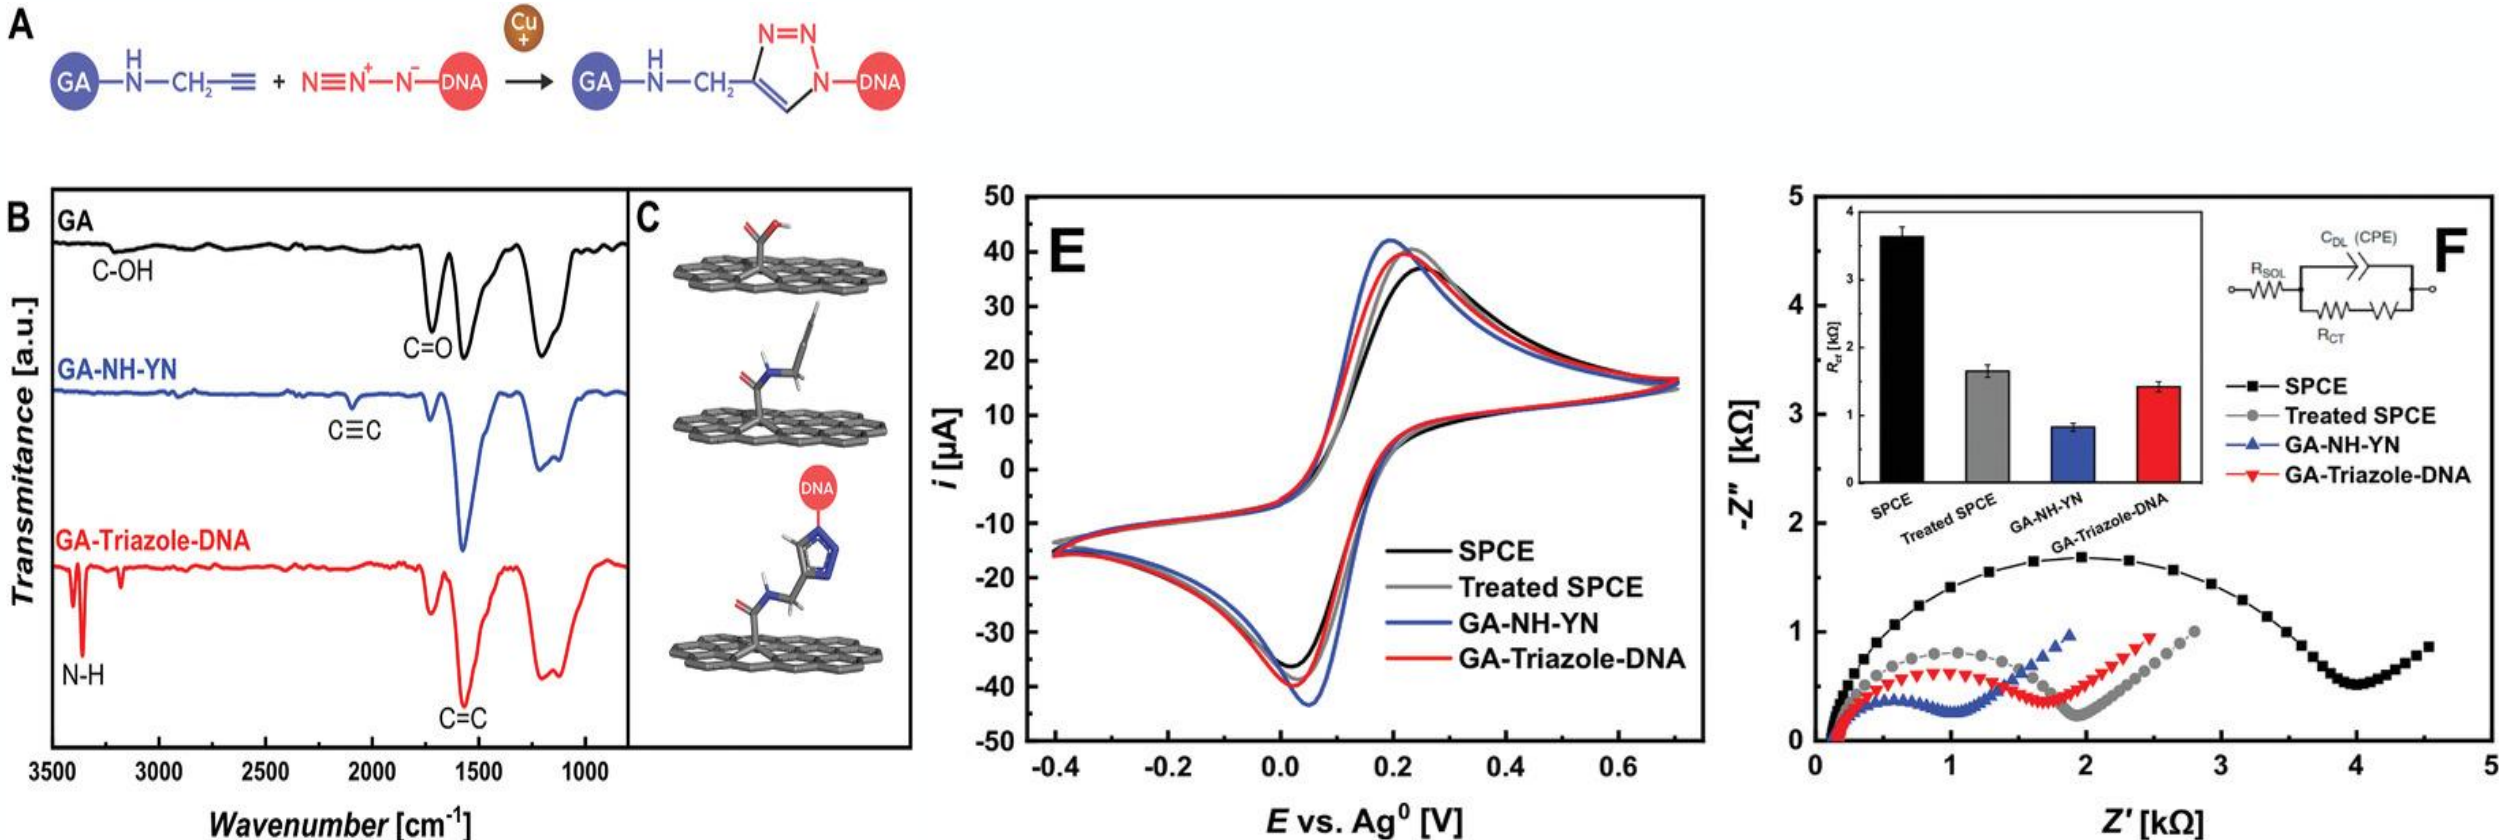 A
Cu
+
GA H N CH₂ + N≡N⁺ N⁻ DNA GA H N CH₂ N=N N DNA
B
GA
C-OH
C=O
GA-NH-YN
C≡C
GA-Triazole-DNA
N-H
C=C
Transmitance [a.u.]
3500 3000 2500 2000 1500 1000
Wavenumber [cm⁻¹]
C
DNA
E
50
40
30
20
10
0
-10
-20
-30
-40
-50
i [µA]
SPCE
Treated SPCE
GA-NH-YN
GA-Triazole-DNA
-0.4 -0.2 0.0 0.2 0.4 0.6
E vs. Ag⁰ [V]
F
5
4
3
2
1
0
-Z″ [kΩ]
4
3
2
1
0
R_ct [kΩ]
SPCE Treated SPCE GA-NH-YN GA-Triazole-DNA
C_DL (CPE)
R_SOL
R_CT
SPCE
Treated SPCE
GA-NH-YN
GA-Triazole-DNA
0 1 2 3 4 5
Z′ [kΩ]